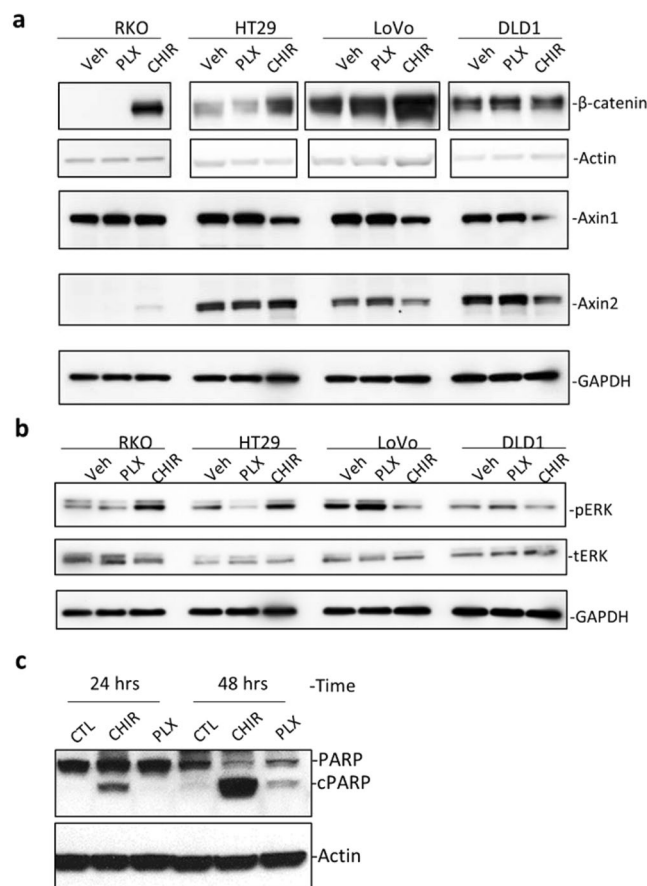 a
RKO HT29 LoVo DLD1
Veh PLX CHIR Veh PLX CHIR Veh PLX CHIR Veh PLX CHIR
-β-catenin
-Actin
-Axin1
-Axin2
-GAPDH
b
RKO HT29 LoVo DLD1
Veh PLX CHIR Veh PLX CHIR Veh PLX CHIR Veh PLX CHIR
-pERK
-tERK
-GAPDH
c
24 hrs 48 hrs -Time
CTL CHIR PLX CTL CHIR PLX
-PARP
-cPARP
-Actin